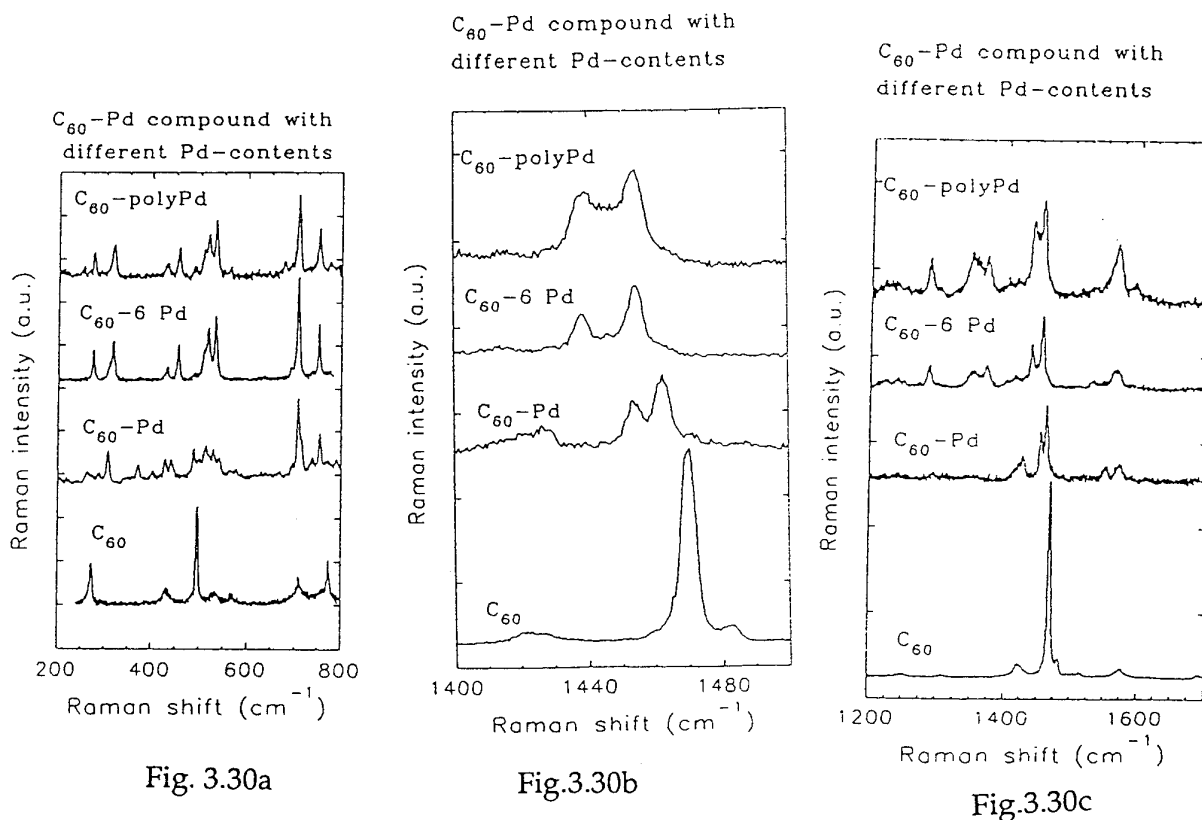 C60-Pd compound with
different Pd-contents
C60-polyPd
C60-6 Pd
C60-Pd
C60
Raman intensity (a.u.)
200 400 600 800
Raman shift (cm⁻¹)
Fig. 3.30a
C60-Pd compound with
different Pd-contents
C60-polyPd
C60-6 Pd
C60-Pd
C60
Raman intensity (a.u.)
1400 1440 1480
Raman shift (cm⁻¹)
Fig.3.30b
C60-Pd compound with
different Pd-contents
C60-polyPd
C60-6 Pd
C60-Pd
C60
Raman intensity (a.u.)
1200 1400 1600
Raman shift (cm⁻¹)
Fig.3.30c